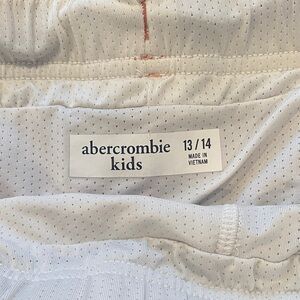 abercrombie
kids
13 / 14
MADE IN
VIETNAM